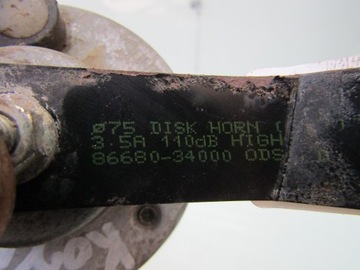 Ø75 DISK HORN (
3.5A 110dB HIGH
86680-34000 ODS